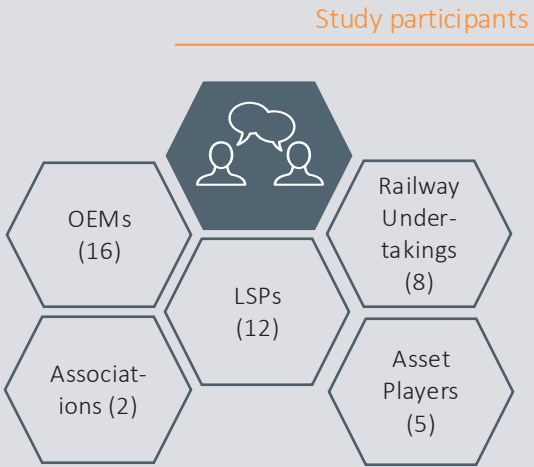 Study participants
OEMs
(16)
Railway
Under-
takings
(8)
LSPs
(12)
Associat-
ions (2)
Asset
Players
(5)